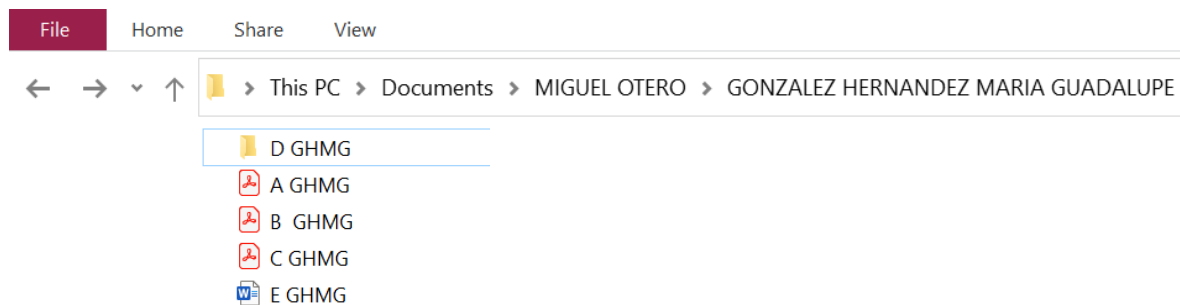 File Home Share View
This PC > Documents > MIGUEL OTERO > GONZALEZ HERNANDEZ MARIA GUADALUPE
D GHMG
A GHMG
B  GHMG
C GHMG
E GHMG